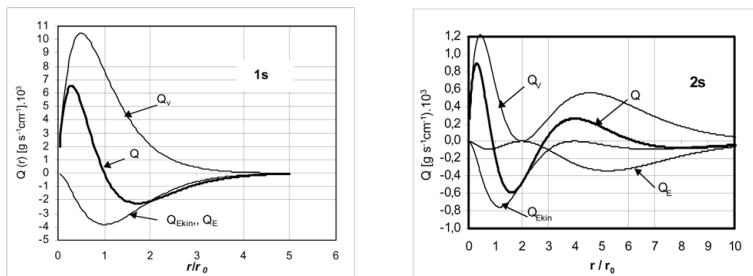 11
10
9
8
7
6
5
4
3
2
1
0
-1
-2
-3
-4
-5
Q (r) [g s⁻¹cm⁻¹].10³
1s
Qᵥ
Q
Q_Ekin,, Q_E
0 1 2 3 4 5 6
r/r₀
1,2
1,0
0,8
0,6
0,4
0,2
0,0
-0,2
-0,4
-0,6
-0,8
-1,0
Q [g s⁻¹cm⁻¹).10³
2s
Qᵥ
Q
Q_E
Q_Ekin
0 1 2 3 4 5 6 7 8 9 10
r / r₀